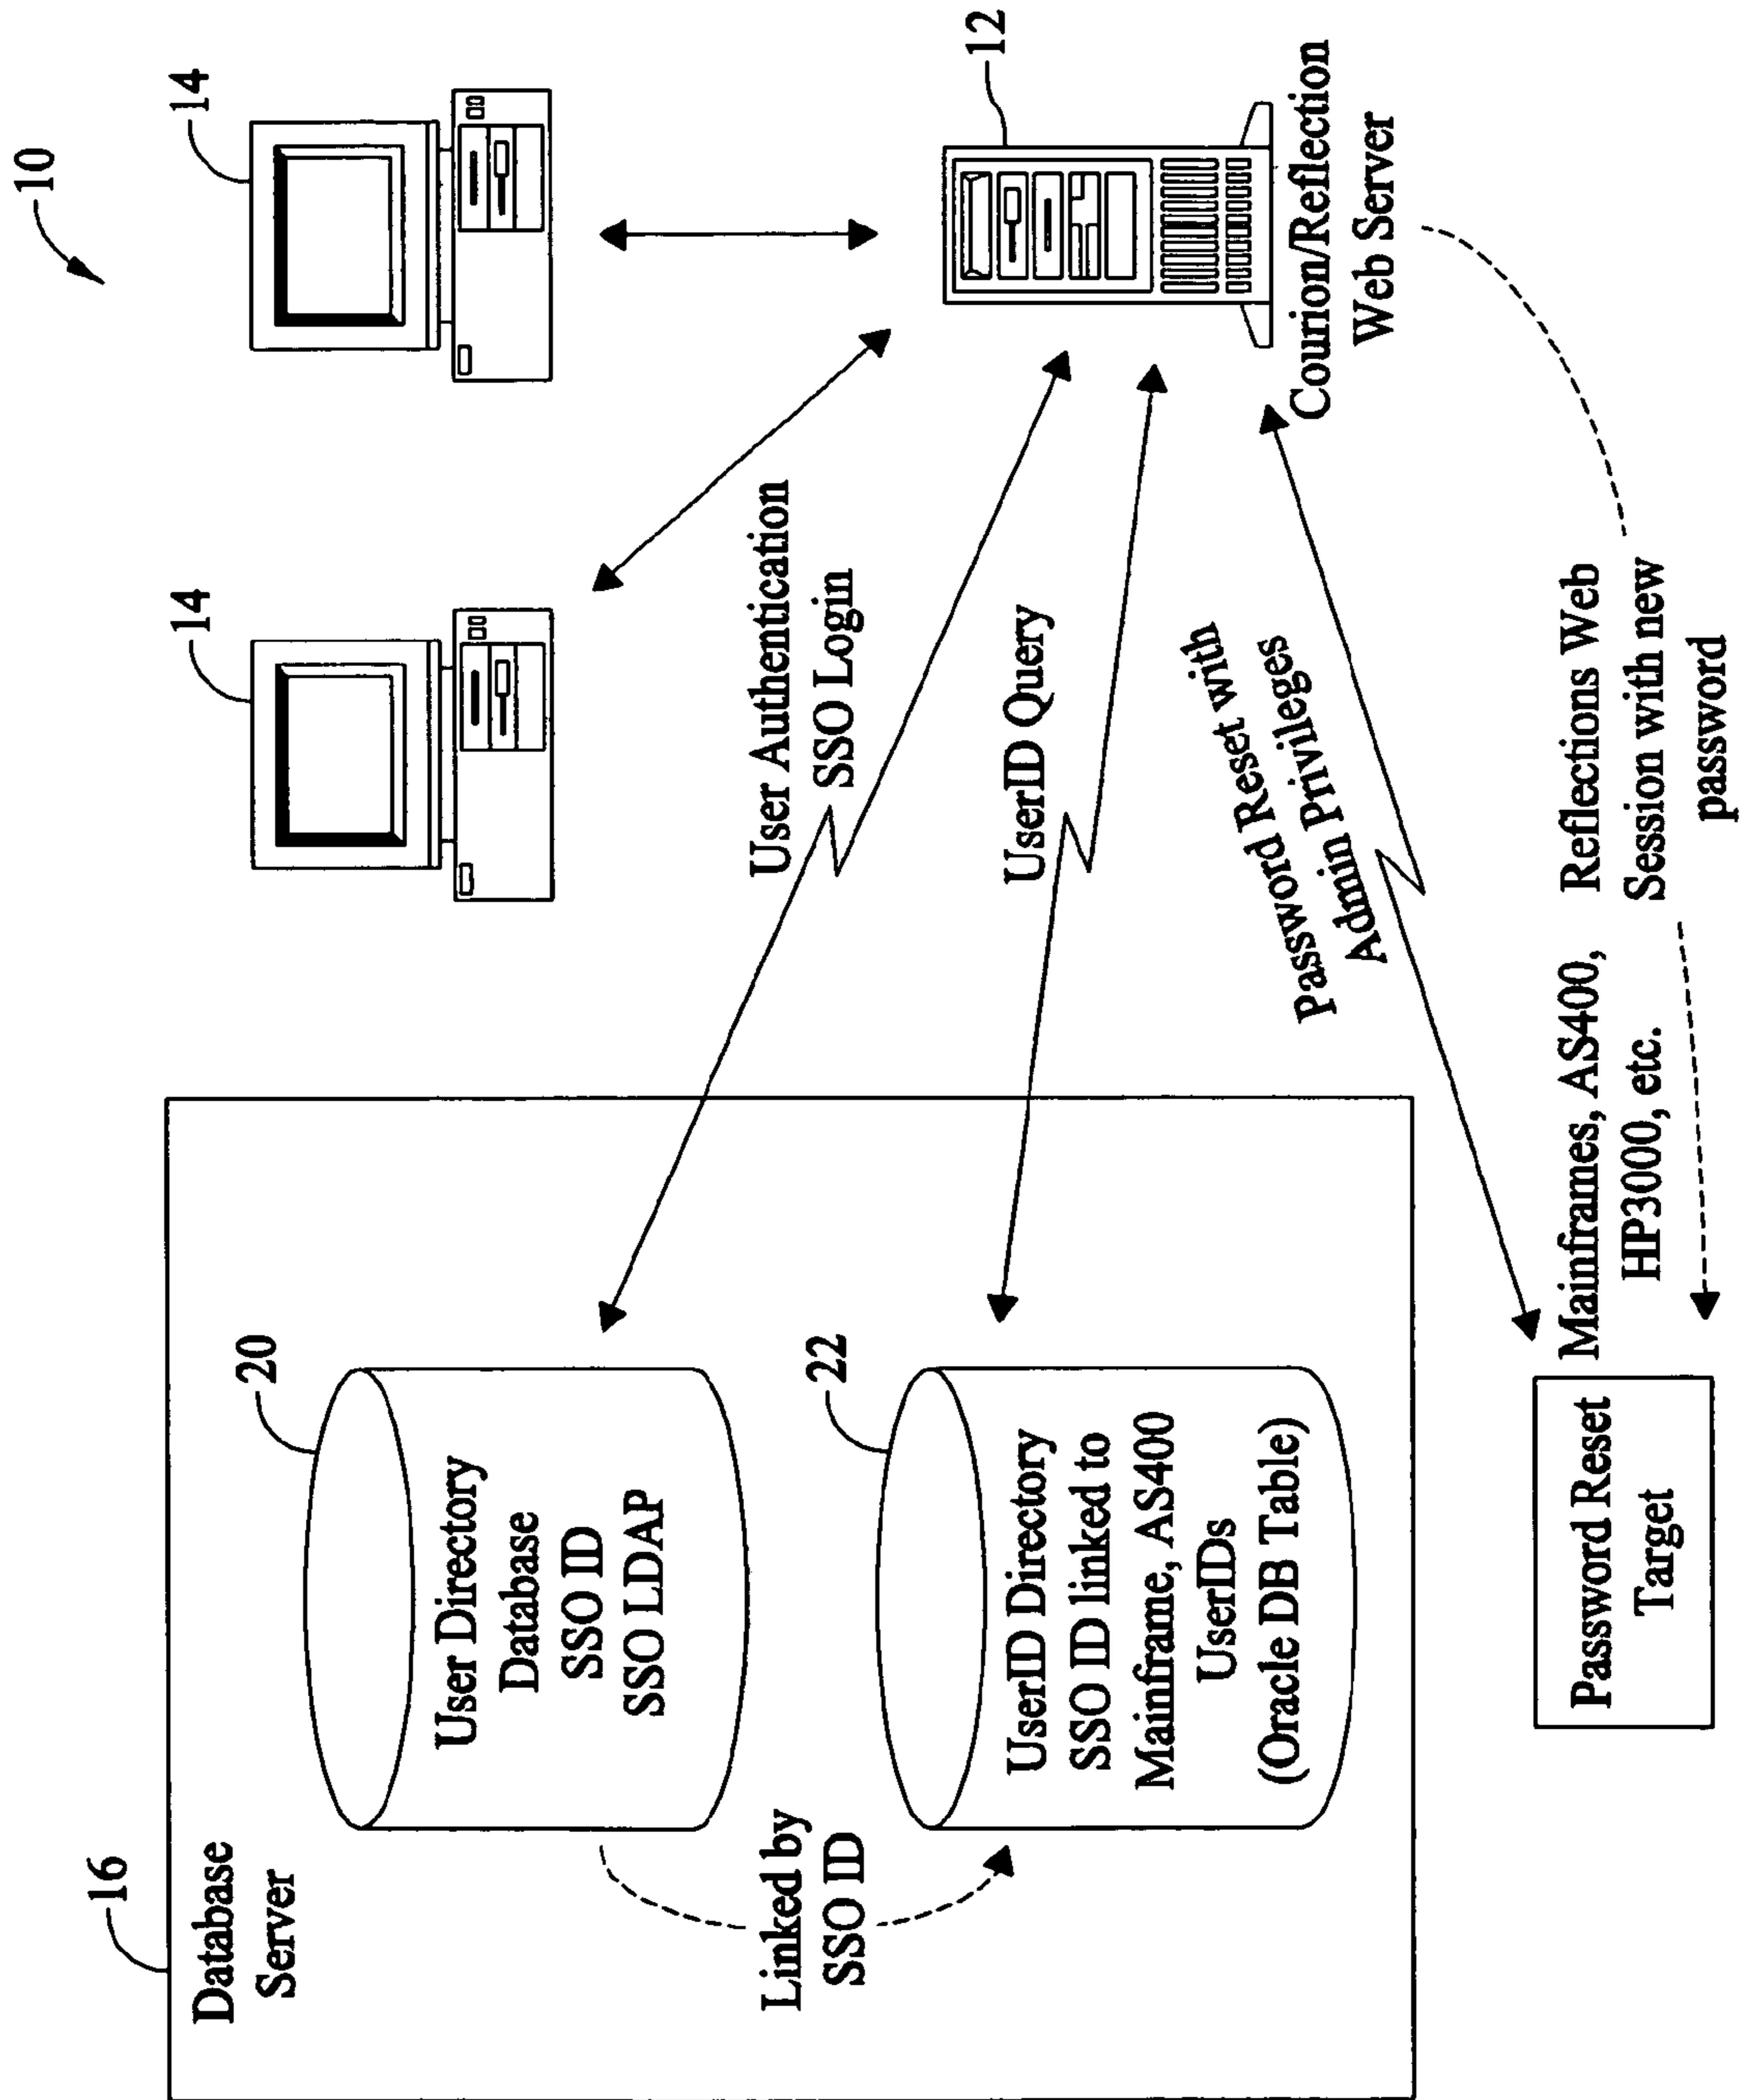 10
14
14
12
Courion/Reflection
Web Server
User Authentication
SSO Login
UserID Query
Password Reset with
Admin Privileges
Reflections Web
Session with new
password
16
Database
Server
20
User Directory
Database
SSO ID
SSO LDAP
Linked by
SSO ID
22
UserID Directory
SSO ID linked to
Mainframe, AS400
UserIDs
(Oracle DB Table)
Password Reset
Target
Mainframes, AS400,
HP3000, etc.